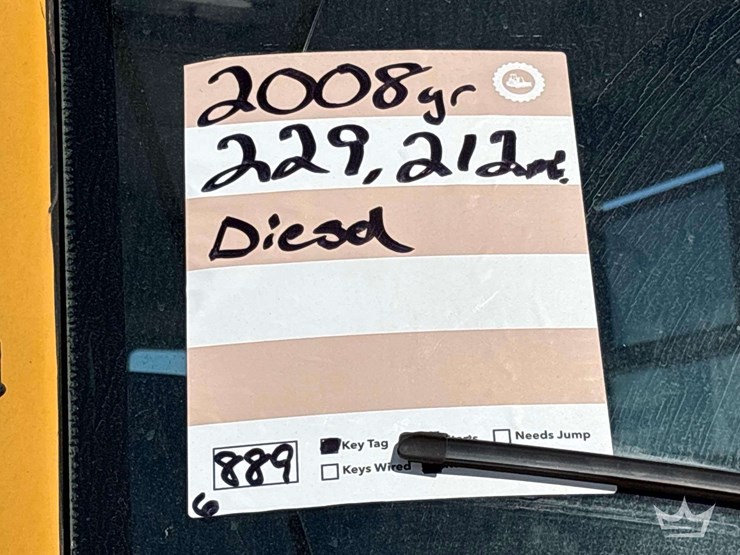 2008yr
229,212mi.
Diesel
889
Key Tag
Needs Jump
Keys Wired
6